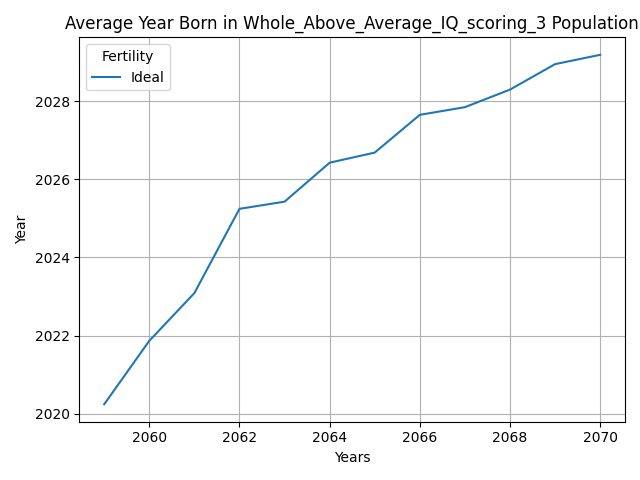 Average Year Born in Whole_Above_Average_IQ_scoring_3 Population
Fertility
Ideal
Year
2028
2026
2024
2022
2020
2060 2062 2064 2066 2068 2070
Years